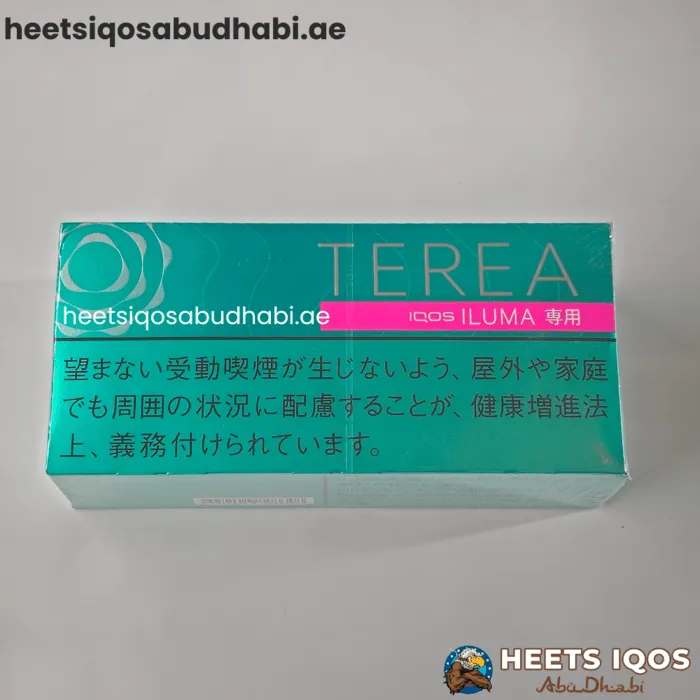 heetsiqosabudhabi.ae
TEREA
heetsiqosabudhabi.ae
IQOS ILUMA 専用
望まない受動喫煙が生じないよう、屋外や家庭
でも周囲の状況に配慮することが、健康増進法
上、義務付けられています。
HEETS IQOS
Abu Dhabi